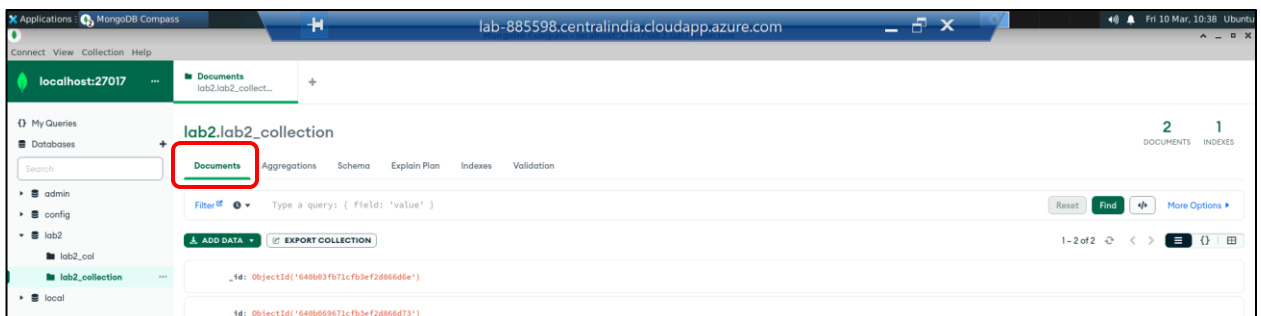 Applications MongoDB Compass lab-885598.centralindia.cloudapp.azure.com Fri 10 Mar, 10:38 Ubuntu
Connect View Collection Help
localhost:27017 ... Documents
lab2.lab2_collect... +
{} My Queries
Databases +
Search
admin
config
lab2
lab2_col
lab2_collection ...
local
lab2.lab2_collection
2 DOCUMENTS 1 INDEXES
Documents Aggregations Schema Explain Plan Indexes Validation
Filter Type a query: { field: 'value' } Reset Find </> More Options
ADD DATA EXPORT COLLECTION 1-2 of 2 < > {}
_id: ObjectId('640b03fb71cfb3ef2d866d6e')
id: ObjectId('640b069671cfb3ef2d866d73')